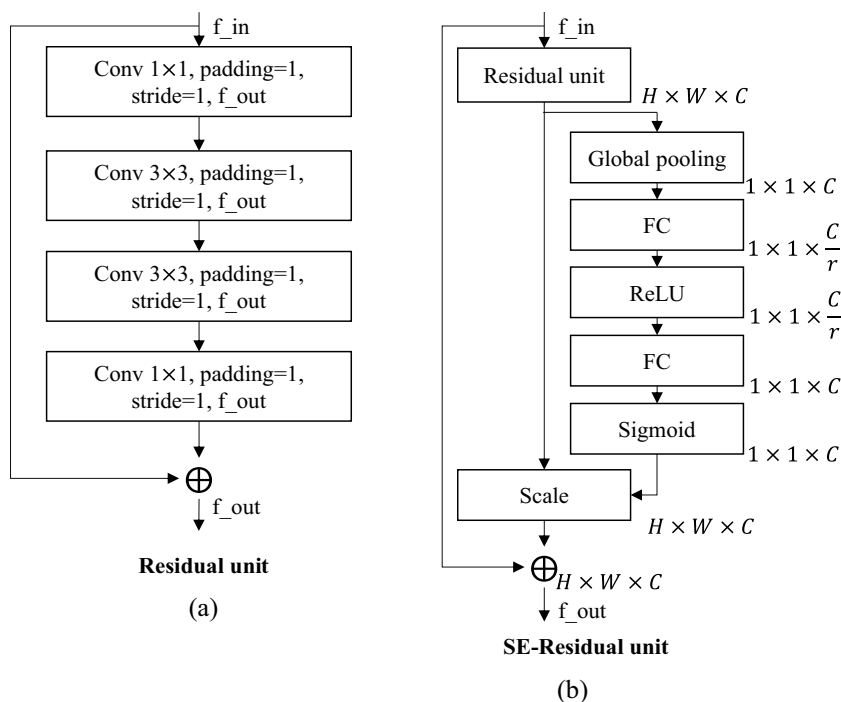 f_in
Conv 1×1, padding=1,
stride=1, f_out
Conv 3×3, padding=1,
stride=1, f_out
Conv 3×3, padding=1,
stride=1, f_out
Conv 1×1, padding=1,
stride=1, f_out
f_out
Residual unit
(a)
f_in
Residual unit
H × W × C
Global pooling
1 × 1 × C
FC
1 × 1 × C/r
ReLU
1 × 1 × C/r
FC
1 × 1 × C
Sigmoid
1 × 1 × C
Scale
H × W × C
H × W × C
f_out
SE-Residual unit
(b)